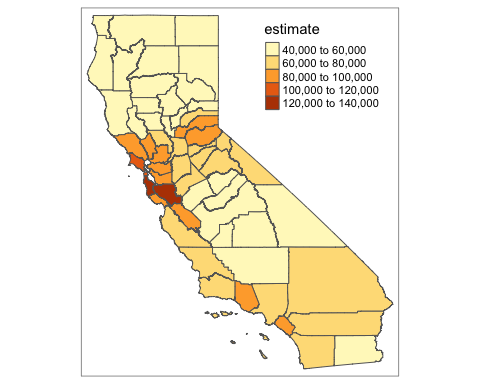 estimate
40,000 to 60,000
60,000 to 80,000
80,000 to 100,000
100,000 to 120,000
120,000 to 140,000